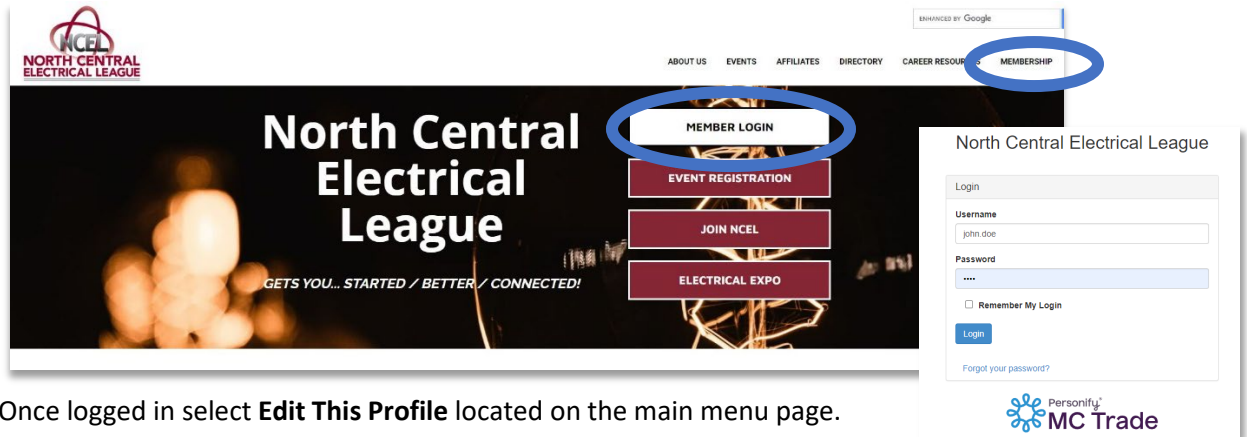 NCEL
NORTH CENTRAL
ELECTRICAL LEAGUE
ENHANCED BY Google
ABOUT US EVENTS AFFILIATES DIRECTORY CAREER RESOURCES MEMBERSHIP
North Central
Electrical
League
GETS YOU... STARTED / BETTER / CONNECTED!
MEMBER LOGIN
EVENT REGISTRATION
JOIN NCEL
ELECTRICAL EXPO
North Central Electrical League
Login
Username
john.doe
Password
••••
Remember My Login
Login
Forgot your password?
Personify
MC Trade
Once logged in select Edit This Profile located on the main menu page.